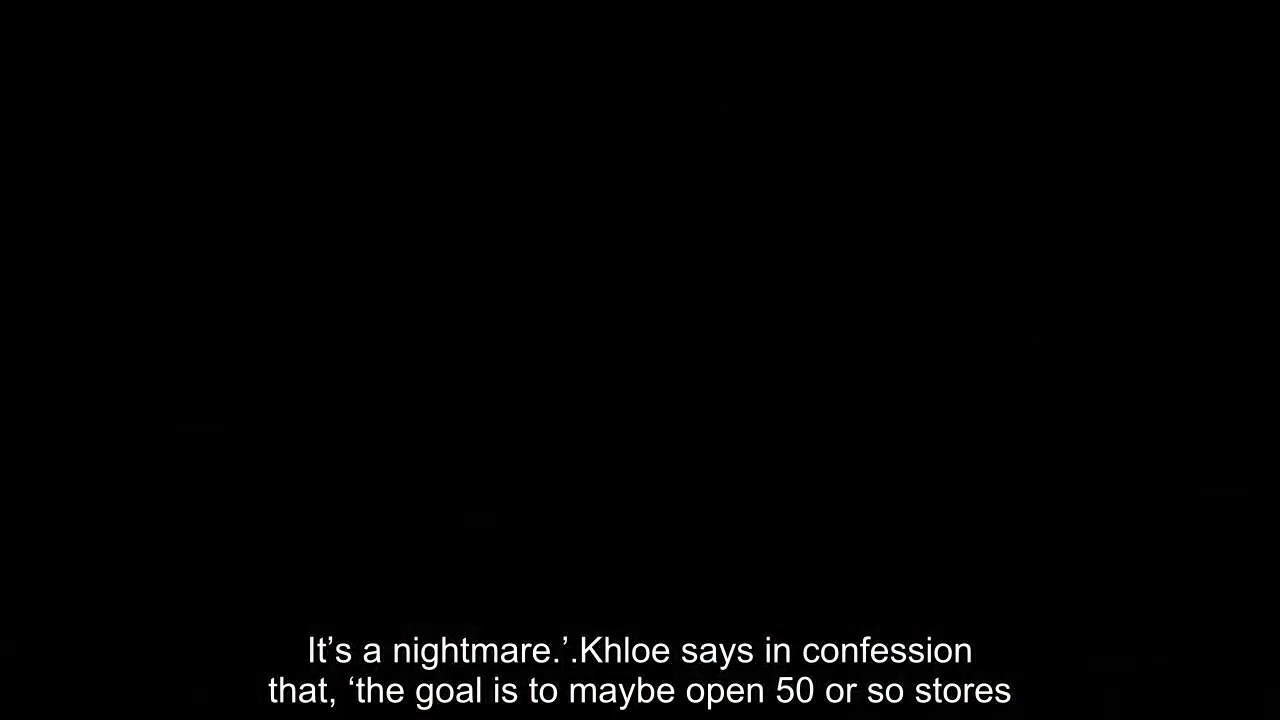 It’s a nightmare.’.Khloe says in confession
that, ‘the goal is to maybe open 50 or so stores